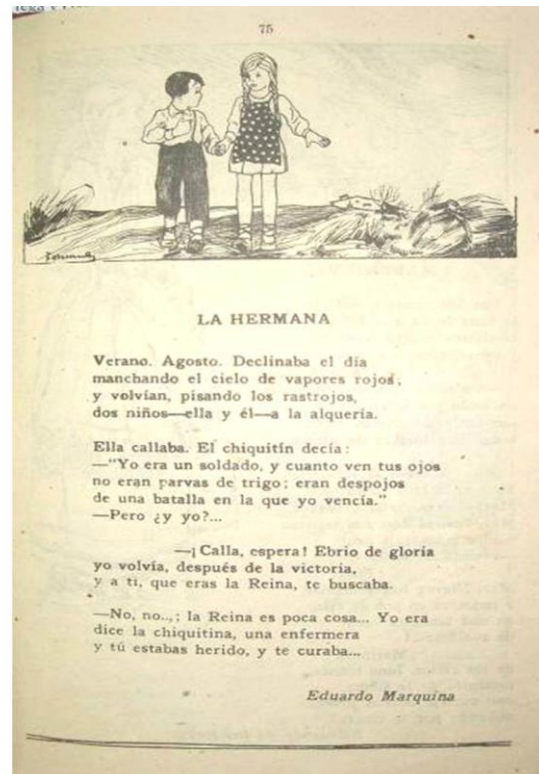 75
LA HERMANA
Verano. Agosto. Declinaba el día
manchando el cielo de vapores rojos,
y volvían, pisando los rastrojos,
dos niños—ella y él—a la alquería.
Ella callaba. El chiquitín decía:
—"Yo era un soldado, y cuanto ven tus ojos
no eran parvas de trigo; eran despojos
de una batalla en la que yo vencía."
—Pero ¿y yo?...
—¡Calla, espera! Ebrio de gloria
yo volvía, después de la victoria,
y a ti, que eras la Reina, te buscaba.
—No, no..,; la Reina es poca cosa... Yo era
dice la chiquitina, una enfermera
y tú estabas herido, y te curaba...
Eduardo Marquina